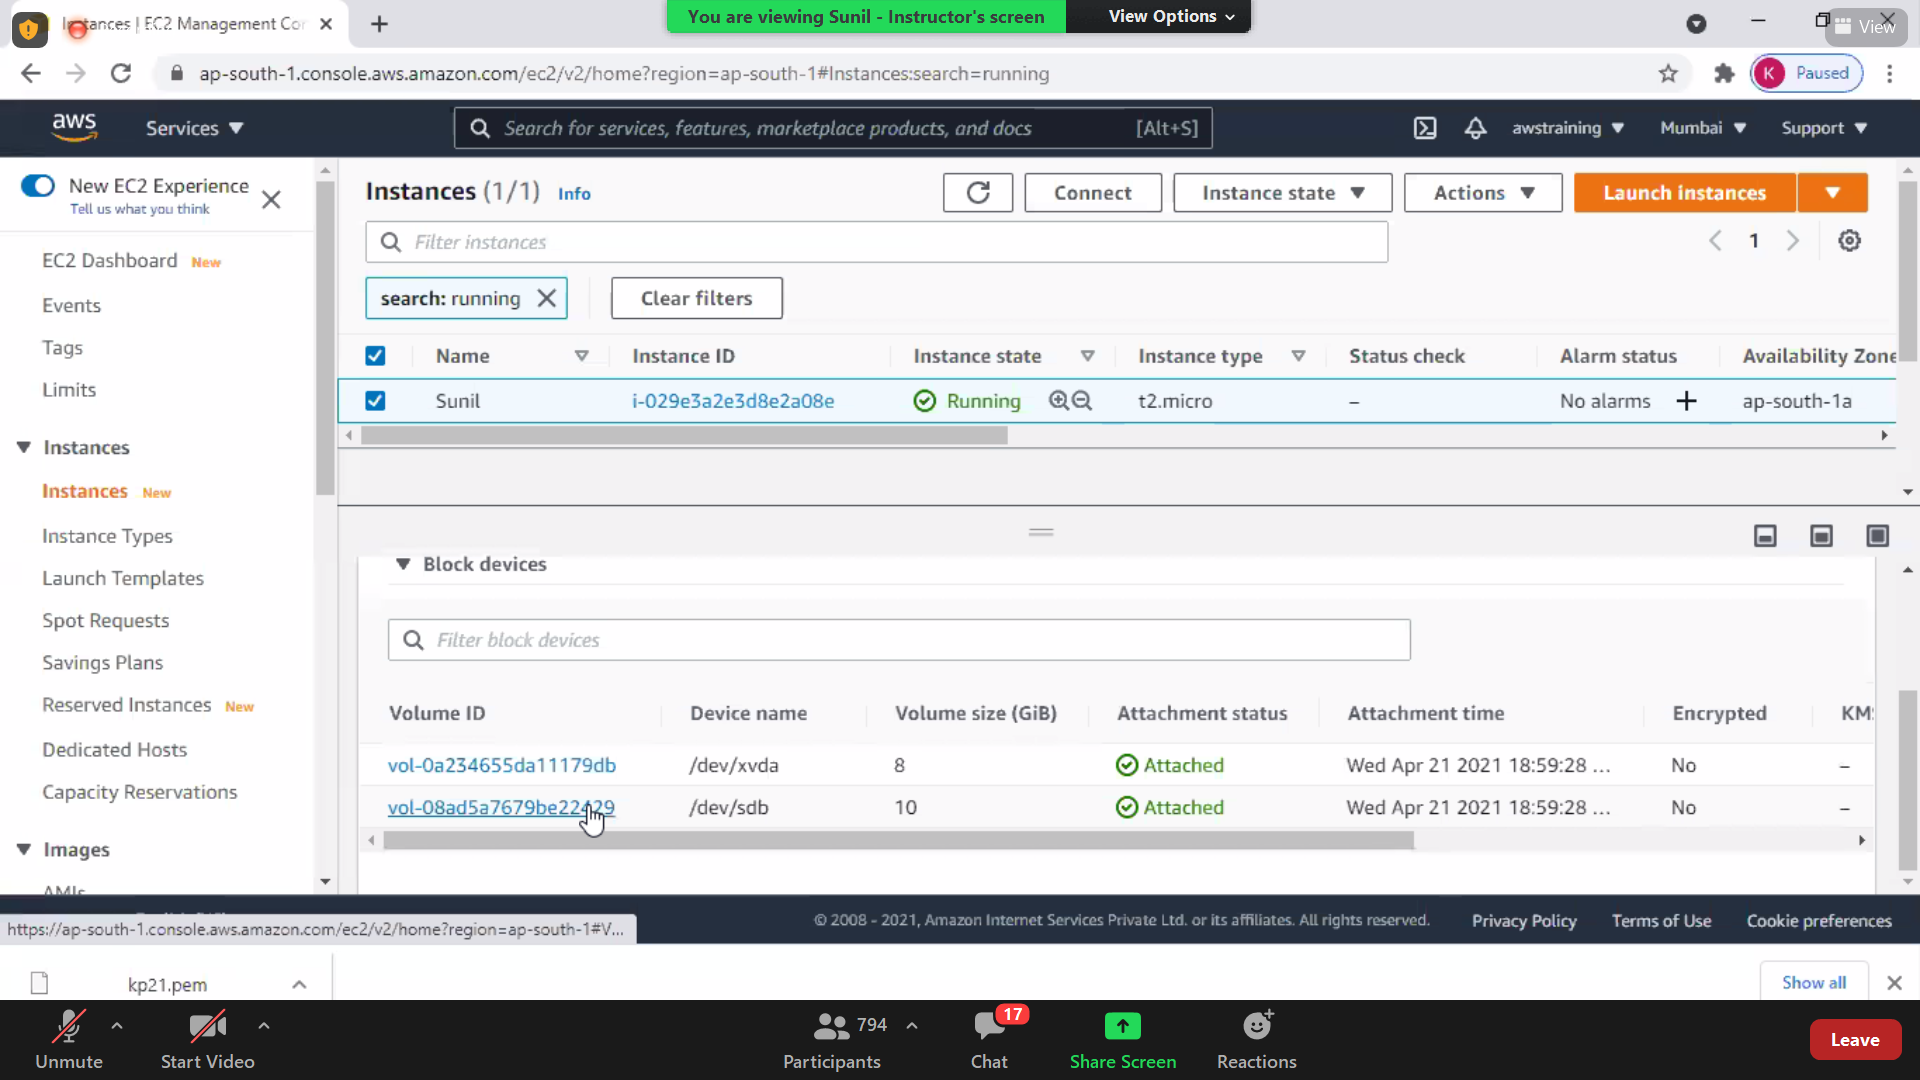 Instances | EC2 Management Con
You are viewing Sunil - Instructor's screen
View Options
View
ap-south-1.console.aws.amazon.com/ec2/v2/home?region=ap-south-1#Instances:search=running
K Paused
aws
Services
Search for services, features, marketplace products, and docs [Alt+S]
awstraining
Mumbai
Support
New EC2 Experience
Tell us what you think
EC2 Dashboard New
Events
Tags
Limits
Instances
Instances New
Instance Types
Launch Templates
Spot Requests
Savings Plans
Reserved Instances New
Dedicated Hosts
Capacity Reservations
Images
AMIs
Instances (1/1) Info
Connect
Instance state
Actions
Launch instances
Filter instances
1
search: running
Clear filters
Name Instance ID Instance state Instance type Status check Alarm status Availability Zone
Sunil i-029e3a2e3d8e2a08e Running t2.micro – No alarms + ap-south-1a
Block devices
Filter block devices
Volume ID Device name Volume size (GiB) Attachment status Attachment time Encrypted KMS
vol-0a234655da11179db /dev/xvda 8 Attached Wed Apr 21 2021 18:59:28 ... No –
vol-08ad5a7679be22429 /dev/sdb 10 Attached Wed Apr 21 2021 18:59:28 ... No –
https://ap-south-1.console.aws.amazon.com/ec2/v2/home?region=ap-south-1#V...
© 2008 - 2021, Amazon Internet Services Private Ltd. or its affiliates. All rights reserved.
Privacy Policy
Terms of Use
Cookie preferences
kp21.pem
Show all
Unmute
Start Video
794
Participants
17
Chat
Share Screen
Reactions
Leave